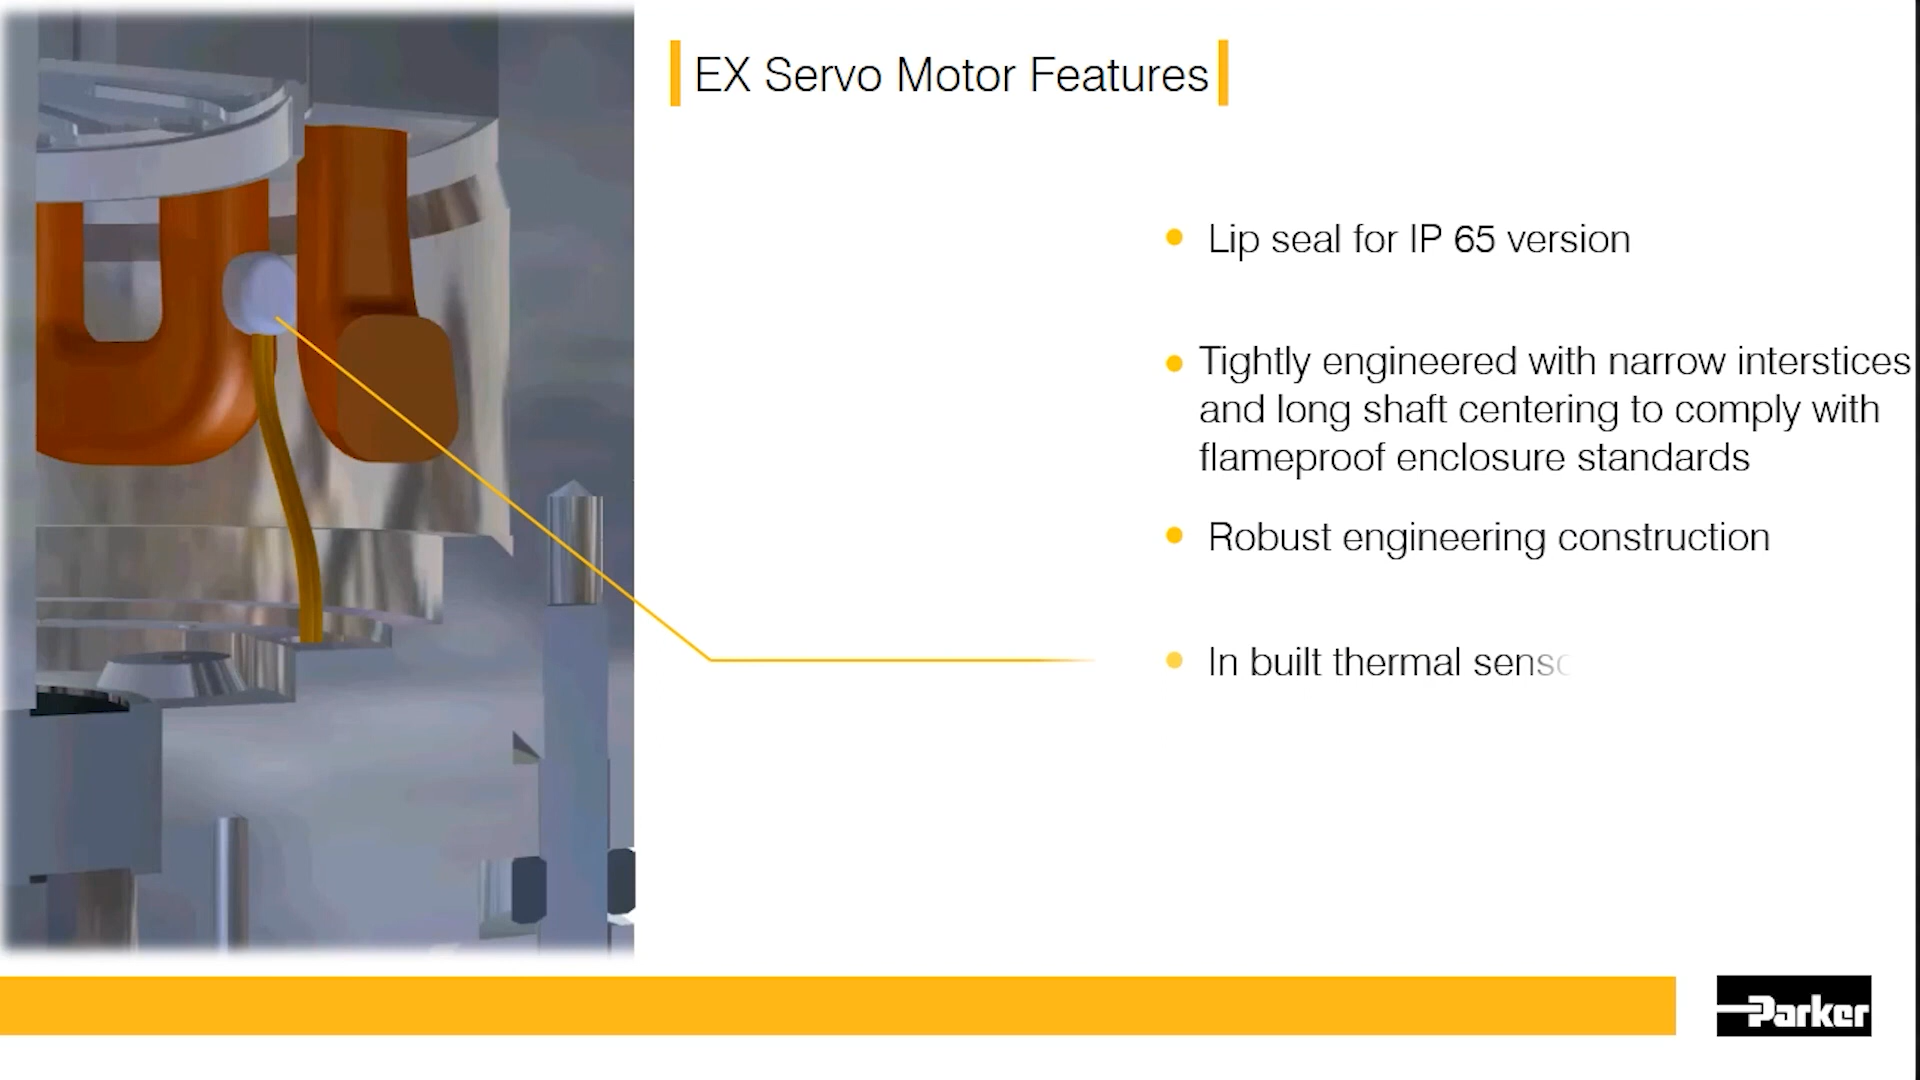 EX Servo Motor Features
Lip seal for IP 65 version
Tightly engineered with narrow interstices
and long shaft centering to comply with
flameproof enclosure standards
Robust engineering construction
In built thermal senso
Parker